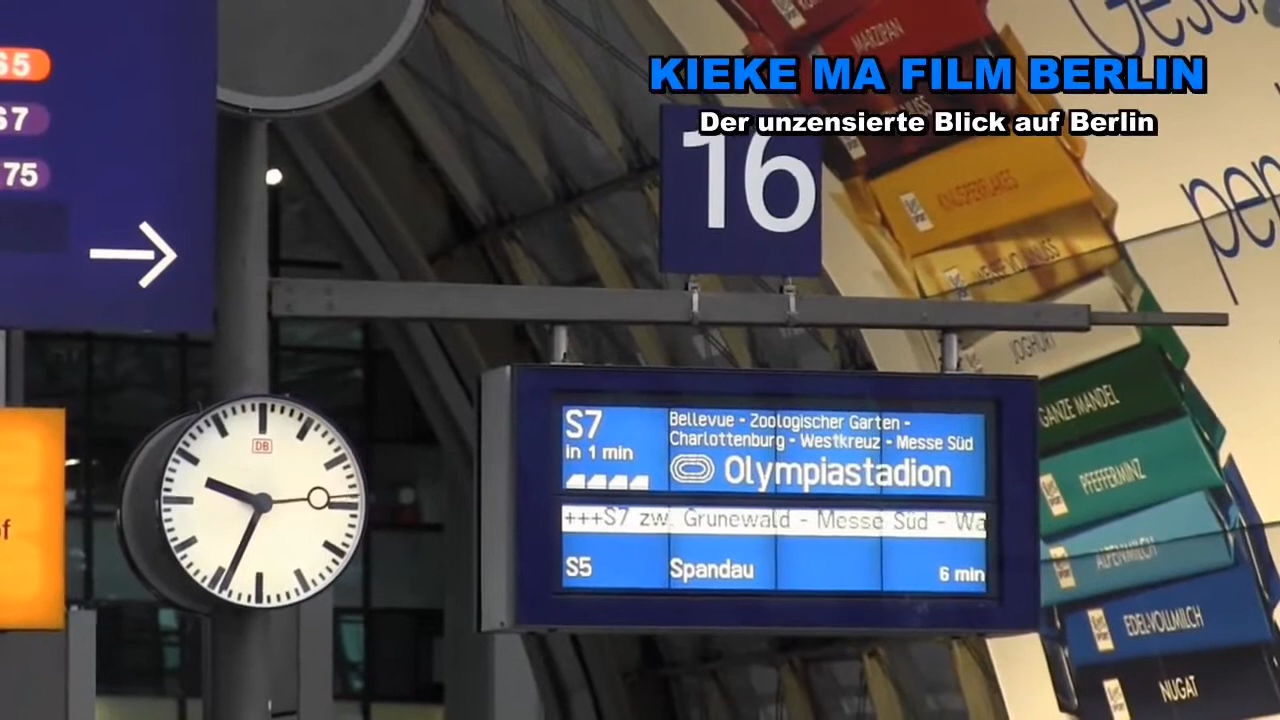 S5
S7
75
KIEKE MA FILM BERLIN
Der unzensierte Blick auf Berlin
16
MARZIPAN
KNUSPERFLAKES
JOGHURT
GANZE MANDEL
PFEFFERMINZ
ALPENMILCH
EDEL-VOLLMILCH
NUGAT
DB
S7
in 1 min
Bellevue - Zoologischer Garten -
Charlottenburg - Westkreuz - Messe Süd
Olympiastadion
+++S7 zw. Grunewald - Messe Süd - Wa
S5 Spandau 6 min